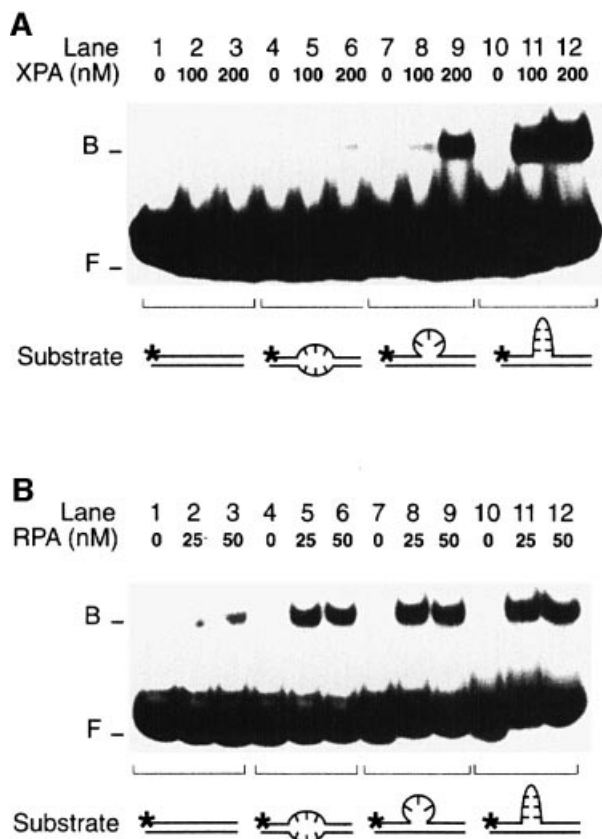 A
Lane 1 2 3 4 5 6 7 8 9 10 11 12
XPA (nM) 0 100 200 0 100 200 0 100 200 0 100 200
B –
F –
Substrate * * * *
B
Lane 1 2 3 4 5 6 7 8 9 10 11 12
RPA (nM) 0 25 50 0 25 50 0 25 50 0 25 50
B –
F –
Substrate * * * *